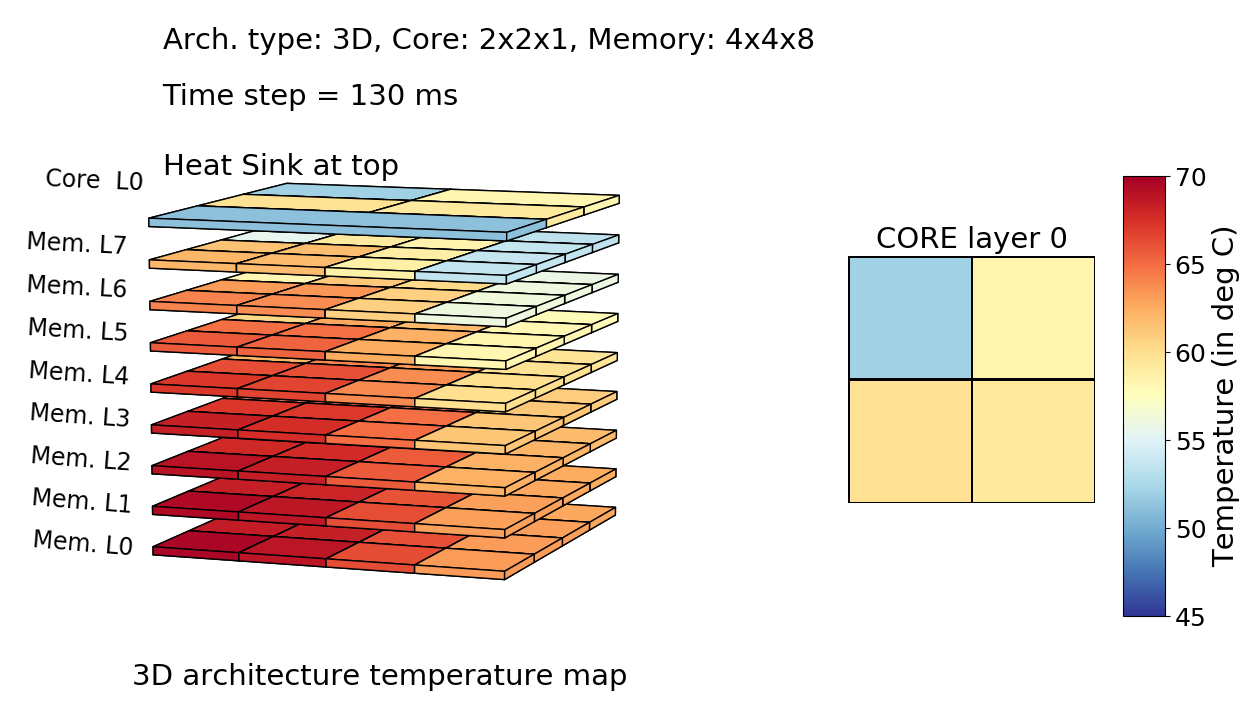 Arch. type: 3D, Core: 2x2x1, Memory: 4x4x8
Time step = 130 ms
Heat Sink at top
Core  L0
Mem. L7
Mem. L6
Mem. L5
Mem. L4
Mem. L3
Mem. L2
Mem. L1
Mem. L0
3D architecture temperature map
CORE layer 0
70
65
60
55
50
45
Temperature (in deg C)